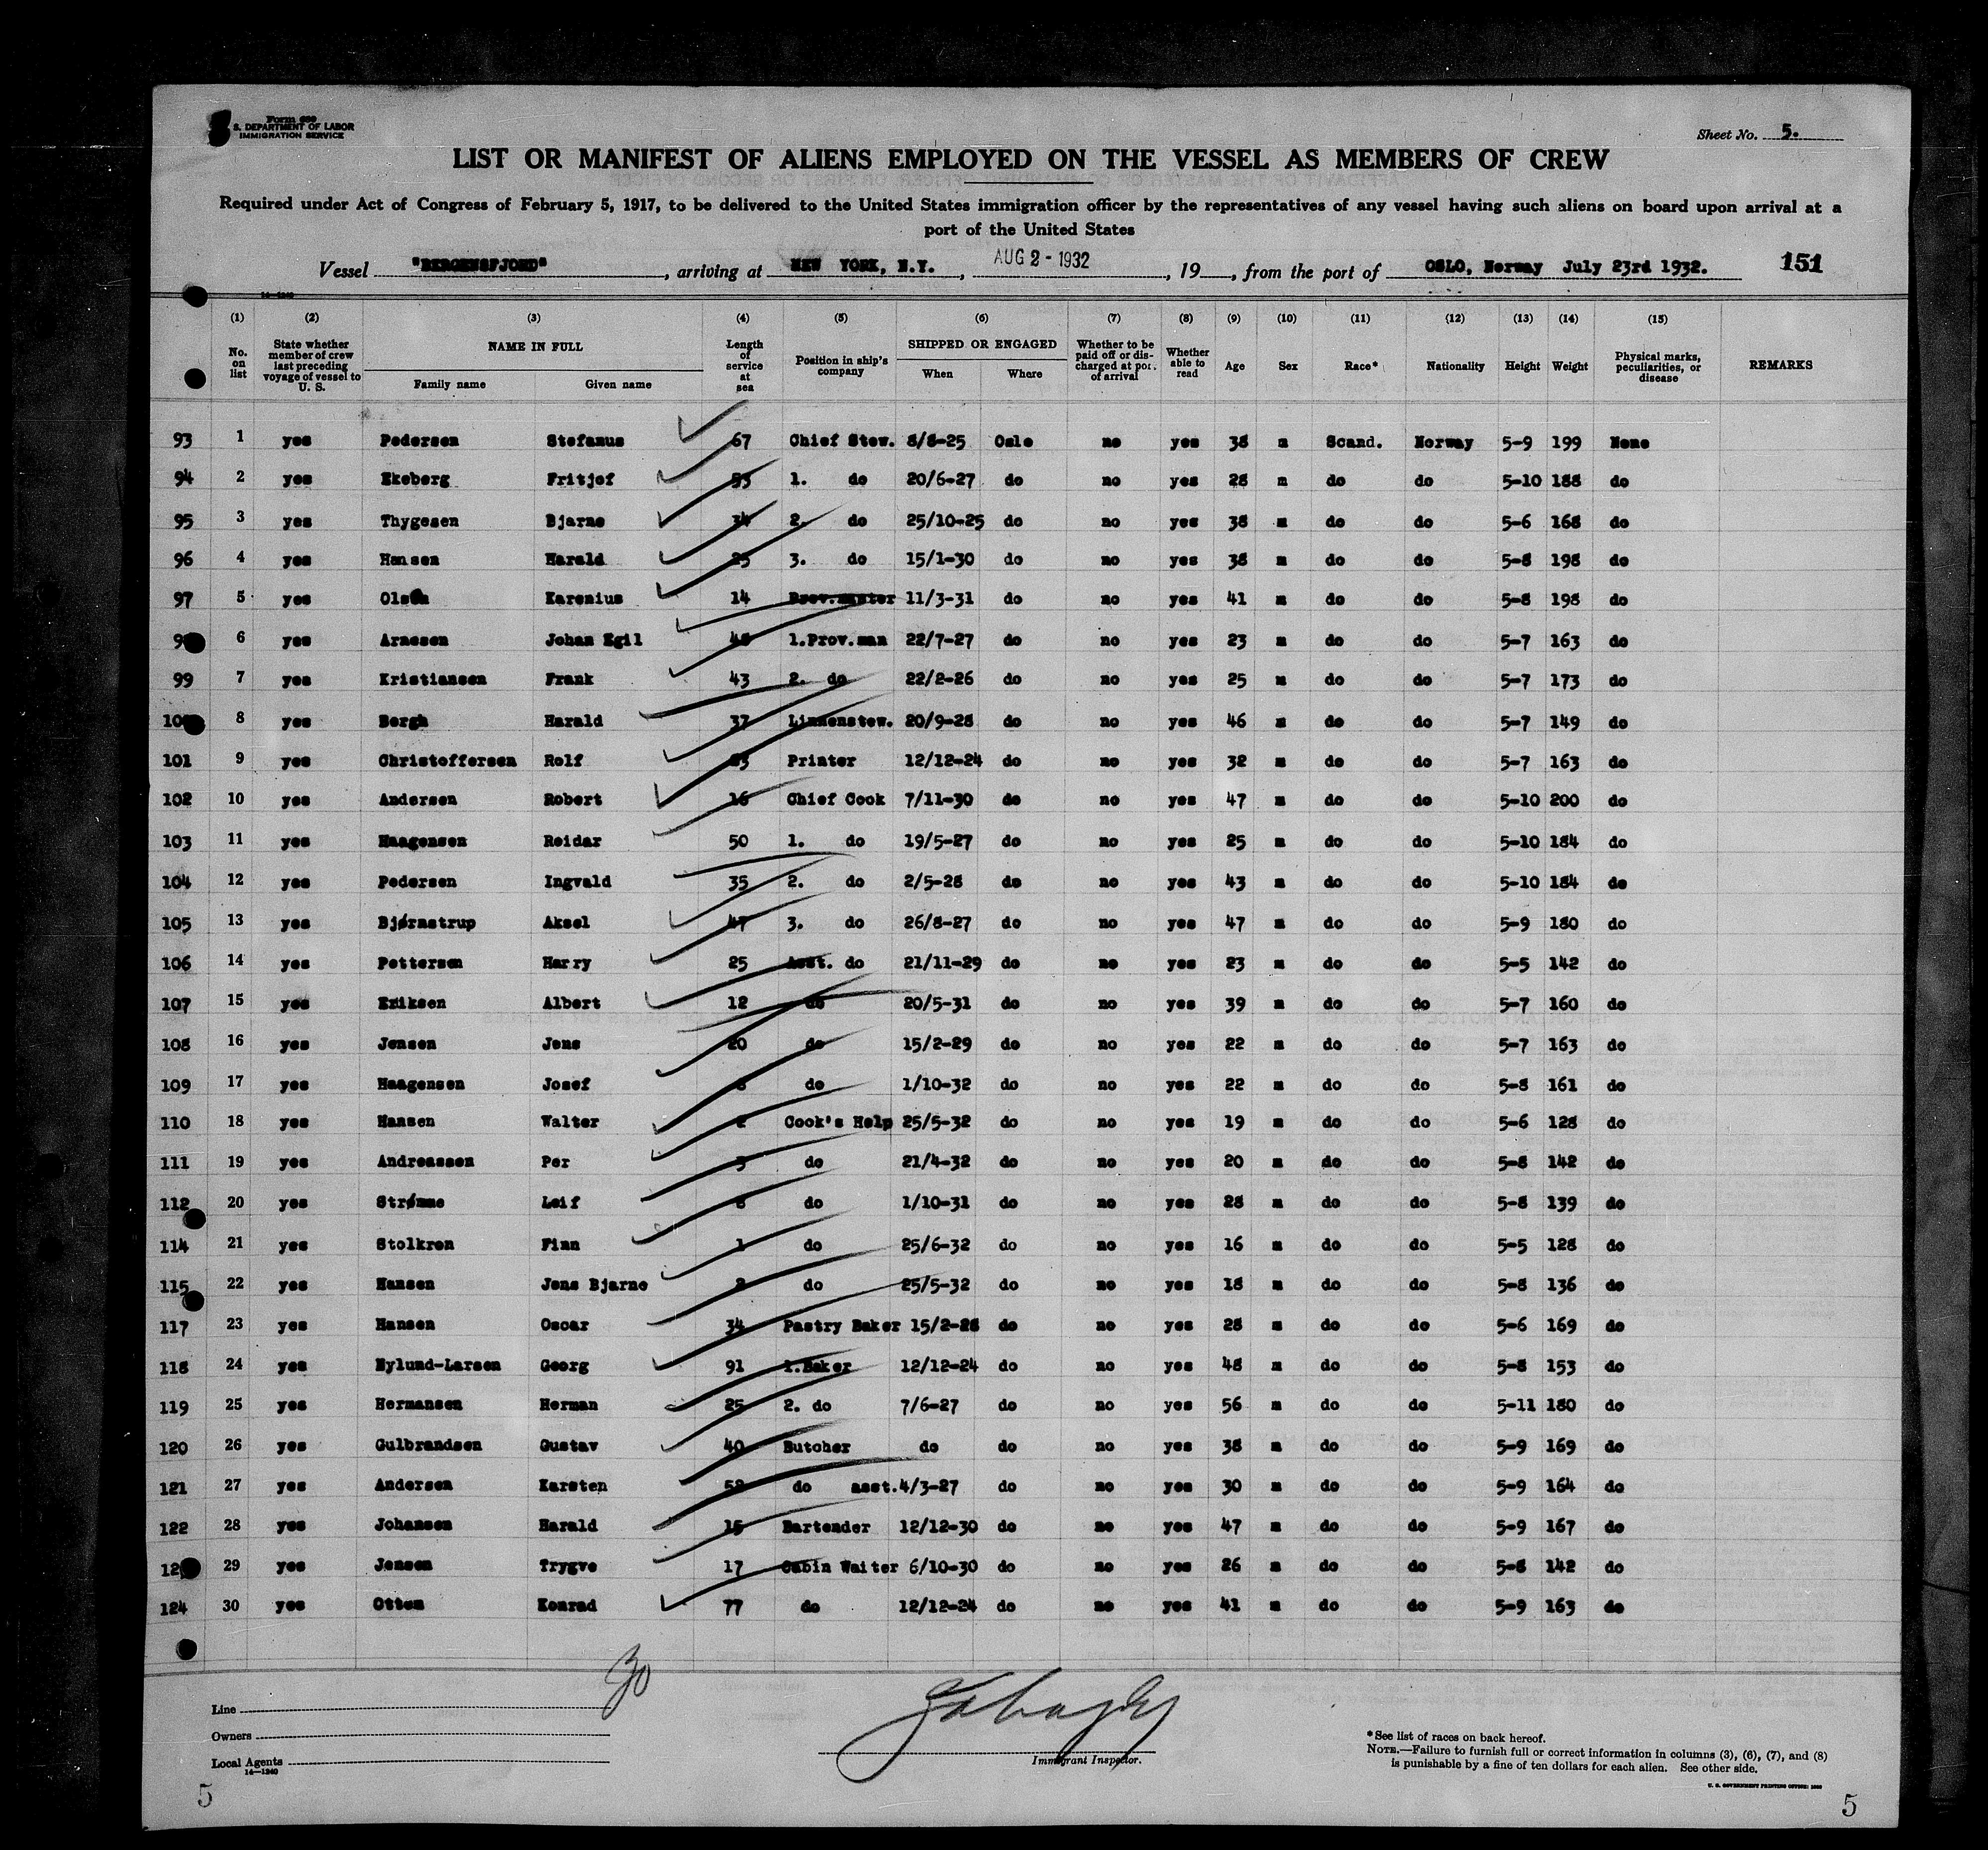 Form 680
S. DEPARTMENT OF LABOR
IMMIGRATION SERVICE
Sheet No. 5.
LIST OR MANIFEST OF ALIENS EMPLOYED ON THE VESSEL AS MEMBERS OF CREW
Required under Act of Congress of February 5, 1917, to be delivered to the United States immigration officer by the representatives of any vessel having such aliens on board upon arrival at a
port of the United States
Vessel "BERGENSFJORD", arriving at NEW YORK, N.Y., AUG 2 - 1932, 19, from the port of OSLO, Norway July 23rd 1932. 151
(1) (2) (3) (4) (5) (6) (7) (8) (9) (10) (11) (12) (13) (14) (15)
No. on list State whether member of crew last preceding voyage of vessel to U. S. NAME IN FULL Family name Given name Length of service at sea Position in ship's company SHIPPED OR ENGAGED When Where Whether to be paid off or discharged at port of arrival Whether able to read Age Sex Race* Nationality Height Weight Physical marks, peculiarities, or disease REMARKS
93 1 yes Pedersen Stefanus 67 Chief Stew. 8/8-25 Oslo no yes 38 m Scand. Norway 5-9 199 None
94 2 yes Ekeberg Fritjof 53 1. do 20/6-27 do no yes 28 m do do 5-10 188 do
95 3 yes Thygesen Bjarne 34 2. do 25/10-25 do no yes 38 m do do 5-6 168 do
96 4 yes Hansen Harald 25 3. do 15/1-30 do no yes 38 m do do 5-8 198 do
97 5 yes Olsen Karenius 14 Prov.master 11/3-31 do no yes 41 m do do 5-8 198 do
9 6 yes Arnesen Johan Egil 1.Prov.man 22/7-27 do no yes 23 m do do 5-7 163 do
99 7 yes Kristiansen Frank 43 2. do 22/2-26 do no yes 25 m do do 5-7 173 do
10 8 yes Bergh Harald 37 Linnenstew. 20/9-28 do no yes 46 m do do 5-7 149 do
101 9 yes Christoffersen Rolf Printer 12/12-24 do no yes 32 m do do 5-7 163 do
102 10 yes Andersen Robert 16 Chief Cook 7/11-30 do no yes 47 m do do 5-10 200 do
103 11 yes Haagensen Reidar 50 1. do 19/5-27 do no yes 25 m do do 5-10 184 do
104 12 yes Pedersen Ingvald 35 2. do 2/5-28 do no yes 43 m do do 5-10 184 do
105 13 yes Bjørnstrup Aksel 47 3. do 26/8-27 do no yes 47 m do do 5-9 180 do
106 14 yes Pettersen Harry 25 Asst. do 21/11-29 do no yes 23 m do do 5-5 142 do
107 15 yes Eriksen Albert 12 do 20/5-31 do no yes 39 m do do 5-7 160 do
108 16 yes Jensen Jens 20 do 15/2-29 do no yes 22 m do do 5-7 163 do
109 17 yes Haagensen Josef do 1/10-32 do no yes 22 m do do 5-8 161 do
110 18 yes Hansen Walter 2 Cook's Help 25/5-32 do no yes 19 m do do 5-6 128 do
111 19 yes Andreassen Per 3 do 21/4-32 do no yes 20 m do do 5-8 142 do
112 20 yes Strømme Leif 8 do 1/10-31 do no yes 28 m do do 5-8 139 do
114 21 yes Stolkren Finn 1 do 25/6-32 do no yes 16 m do do 5-5 128 do
115 22 yes Hansen Jens Bjarne 2 do 25/5-32 do no yes 18 m do do 5-8 136 do
117 23 yes Hansen Oscar 34 Pastry Baker 15/2-28 do no yes 28 m do do 5-6 169 do
118 24 yes Nylund-Larsen Georg 91 1.Baker 12/12-24 do no yes 48 m do do 5-8 153 do
119 25 yes Hermansen Herman 25 2. do 7/6-27 do no yes 56 m do do 5-11 180 do
120 26 yes Gulbrandsen Gustav 40 Butcher do do no yes 38 m do do 5-9 169 do
121 27 yes Andersen Karsten 52 do asst. 4/3-27 do no yes 30 m do do 5-9 164 do
122 28 yes Johansen Harald 15 Bartender 12/12-30 do no yes 47 m do do 5-9 167 do
12 29 yes Jensen Trygve 17 Cabin Waiter 6/10-30 do no yes 26 m do do 5-8 142 do
124 30 yes Ottem Konrad 77 do 12/12-24 do no yes 41 m do do 5-9 163 do
30
Line
Owners
Local Agents
14—1240
Immigrant Inspector.
*See list of races on back hereof.
NOTE.—Failure to furnish full or correct information in columns (3), (6), (7), and (8)
is punishable by a fine of ten dollars for each alien. See other side.
U. S. GOVERNMENT PRINTING OFFICE:
5 5